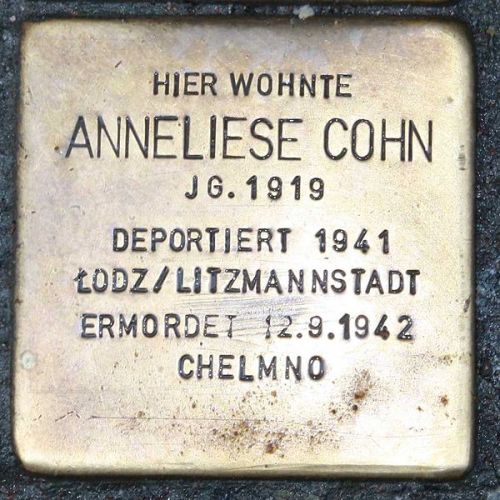 HIER WOHNTE
ANNELIESE COHN
JG. 1919
DEPORTIERT 1941
ŁODZ/LITZMANNSTADT
ERMORDET 12.9.1942
CHELMNO